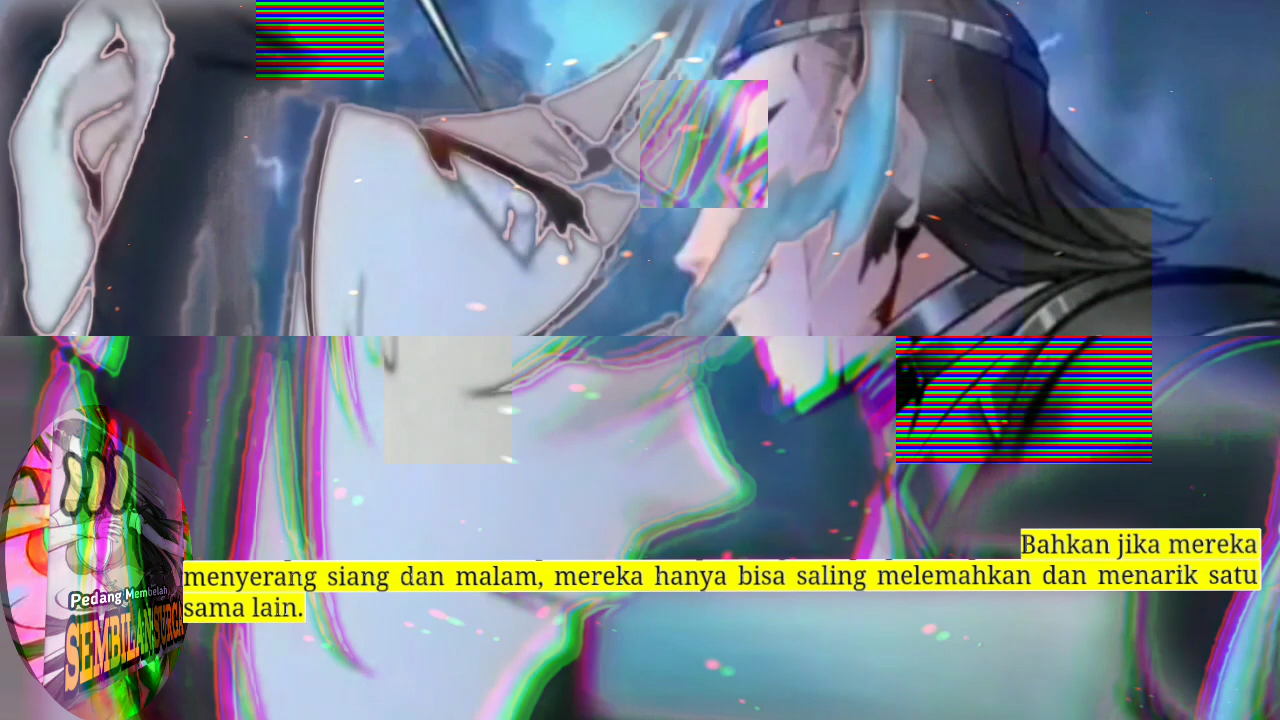 Bahkan jika mereka
menyerang siang dan malam, mereka hanya bisa saling melemahkan dan menarik satu
sama lain.
Pedang Membelah
SEMBILAN SURGA